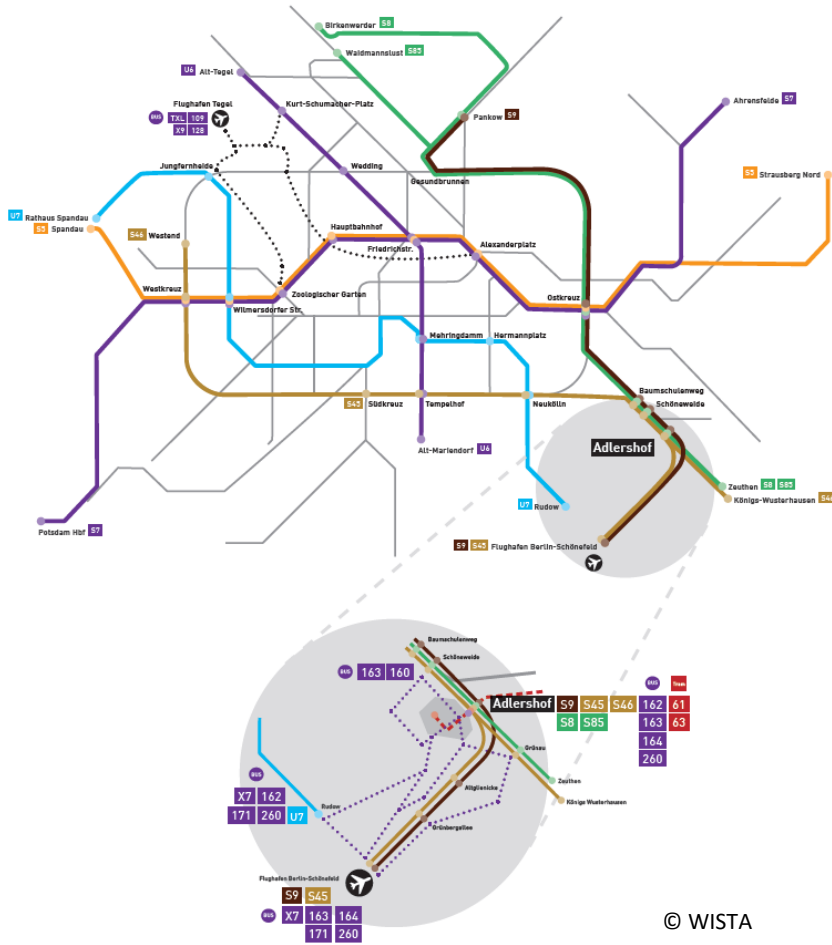 Birkenwerder S8
Waidmannslust S85
U6 Alt-Tegel
Flughafen Tegel
BUS TXL 109
X9 128
Kurt-Schumacher-Platz
Pankow S9
Ahrensfelde S7
Jungfernheide
Wedding
Gesundbrunnen
S5 Strausberg Nord
U7 Rathaus Spandau
S5 Spandau
S46 Westend
Hauptbahnhof
Friedrichstr.
Alexanderplatz
Westkreuz
Wilmersdorfer Str.
Zoologischer Garten
Ostkreuz
Mehringdamm
Hermannplatz
S45 Südkreuz
Tempelhof
Neukölln
Baumschulenweg
Schöneweide
Alt-Mariendorf U6
Adlershof
Zeuthen S8 S85
Königs-Wusterhausen S46
U7 Rudow
Potsdam Hbf S7
S9 S45 Flughafen Berlin-Schönefeld
Baumschulenweg
Schöneweide
BUS 163 160
BUS Tram
Adlershof S9 S45 S46 162 61
S8 S85 163 63
164
260
Grünau
Zeuthen
Königs Wusterhausen
Altglienicke
BUS
X7 162
171 260 U7
Rudow
Grünbergallee
Flughafen Berlin-Schönefeld
S9 S45
BUS X7 163 164
171 260
© WISTA